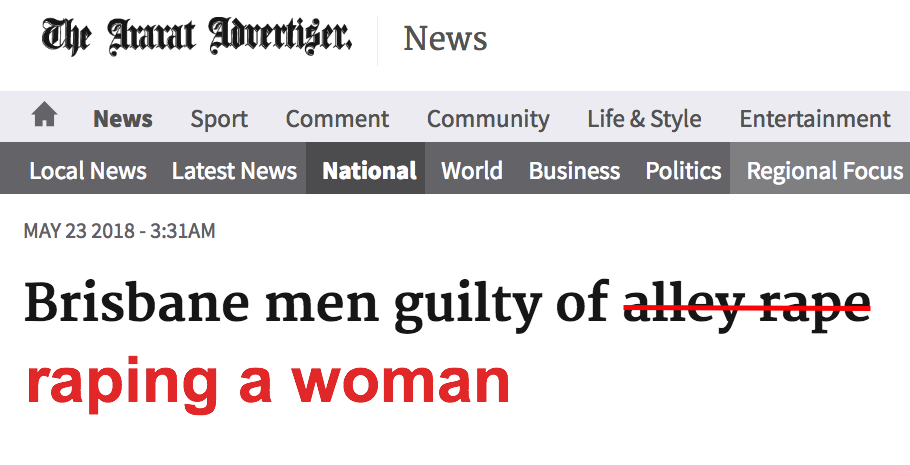 The Ararat Advertiser. News
News Sport Comment Community Life & Style Entertainment
Local News Latest News National World Business Politics Regional Focus
MAY 23 2018 - 3:31AM
Brisbane men guilty of alley rape
raping a woman